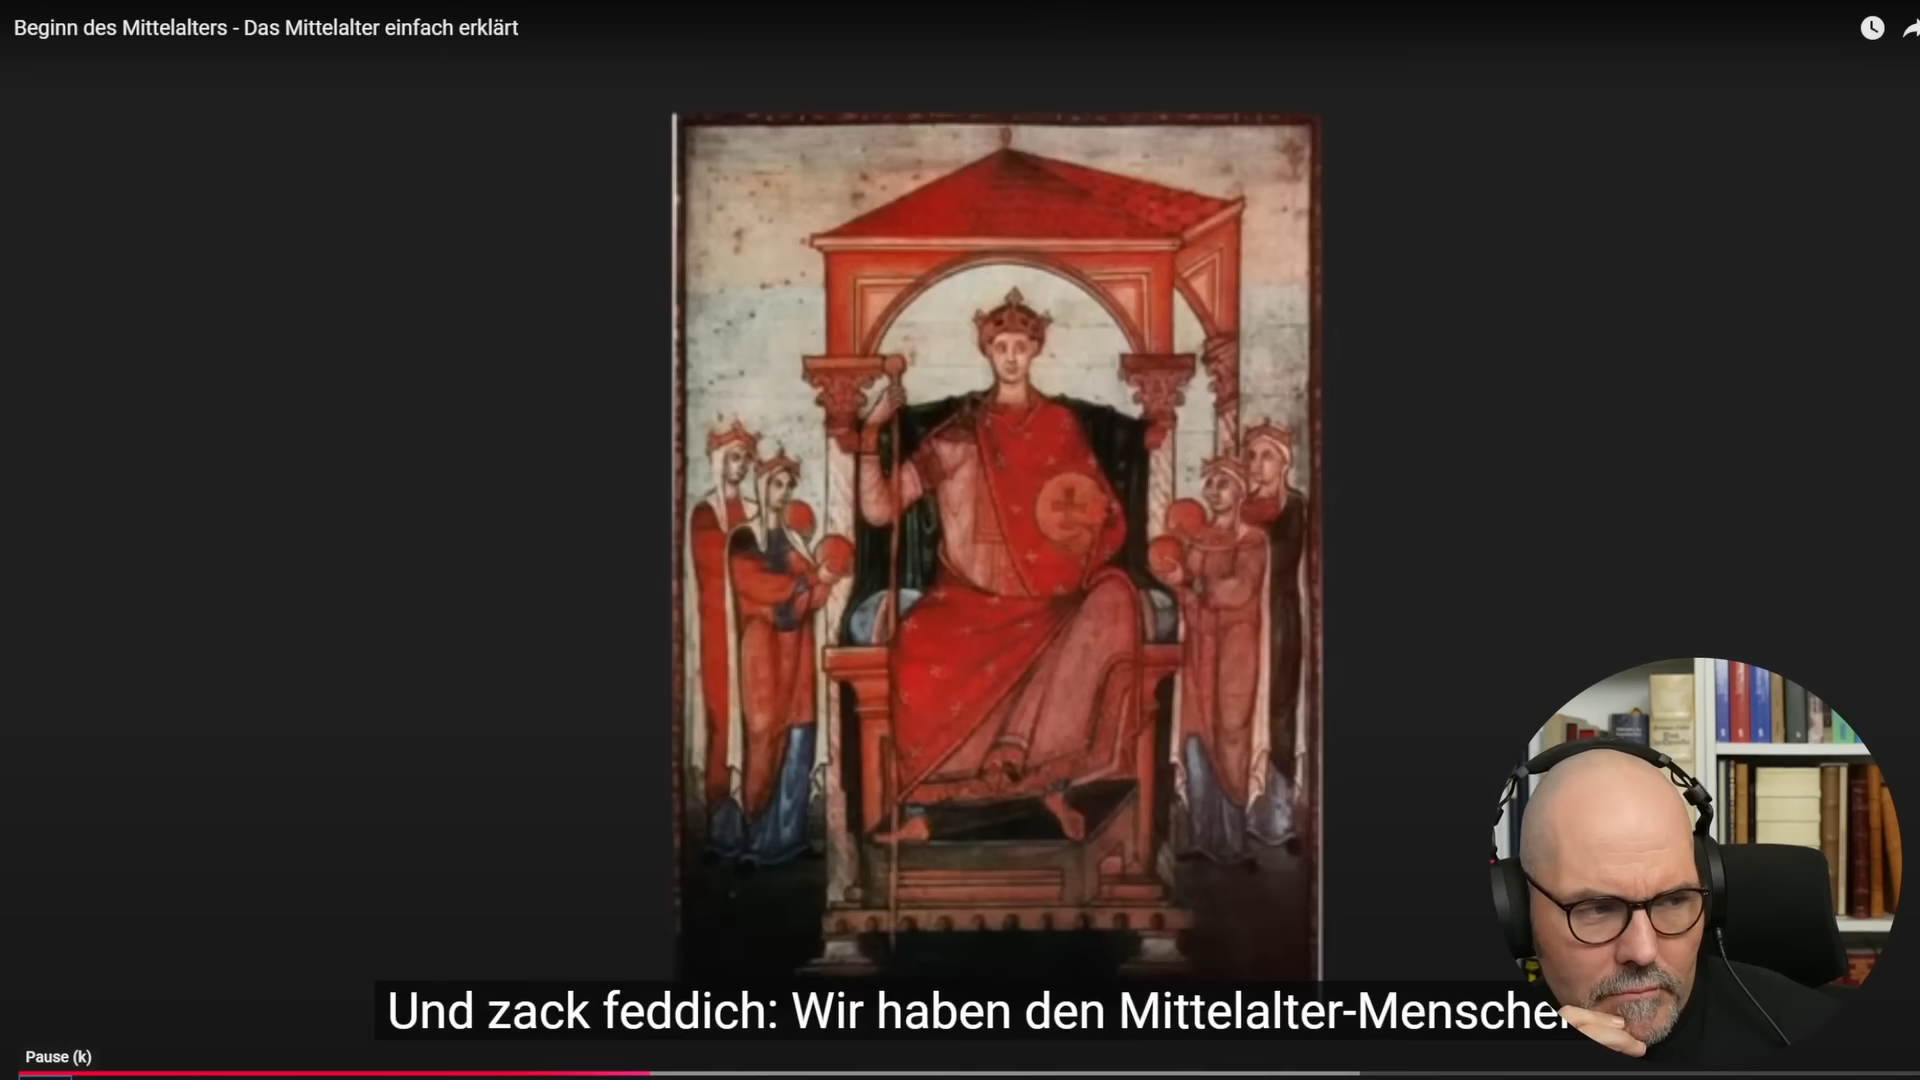 Beginn des Mittelalters - Das Mittelalter einfach erklärt
Und zack feddich: Wir haben den Mittelalter-Menschen
Pause (k)